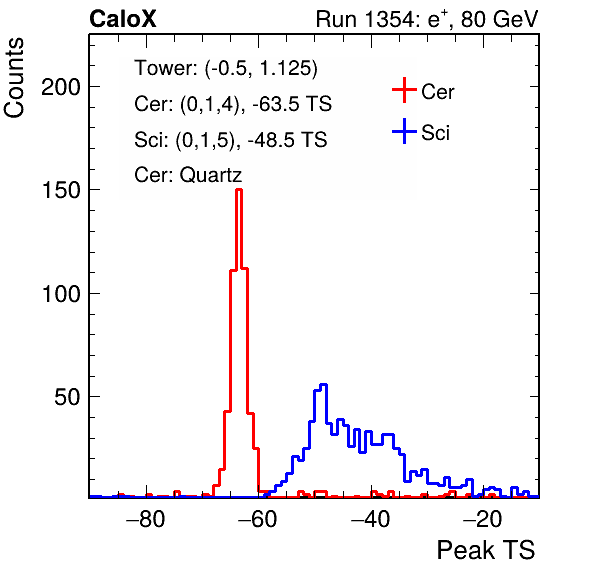 CaloX Run 1354: e⁺, 80 GeV
Counts
Tower: (-0.5, 1.125)
Cer: (0,1,4), -63.5 TS
Sci: (0,1,5), -48.5 TS
Cer: Quartz
Cer
Sci
200
150
100
50
−80 −60 −40 −20
Peak TS